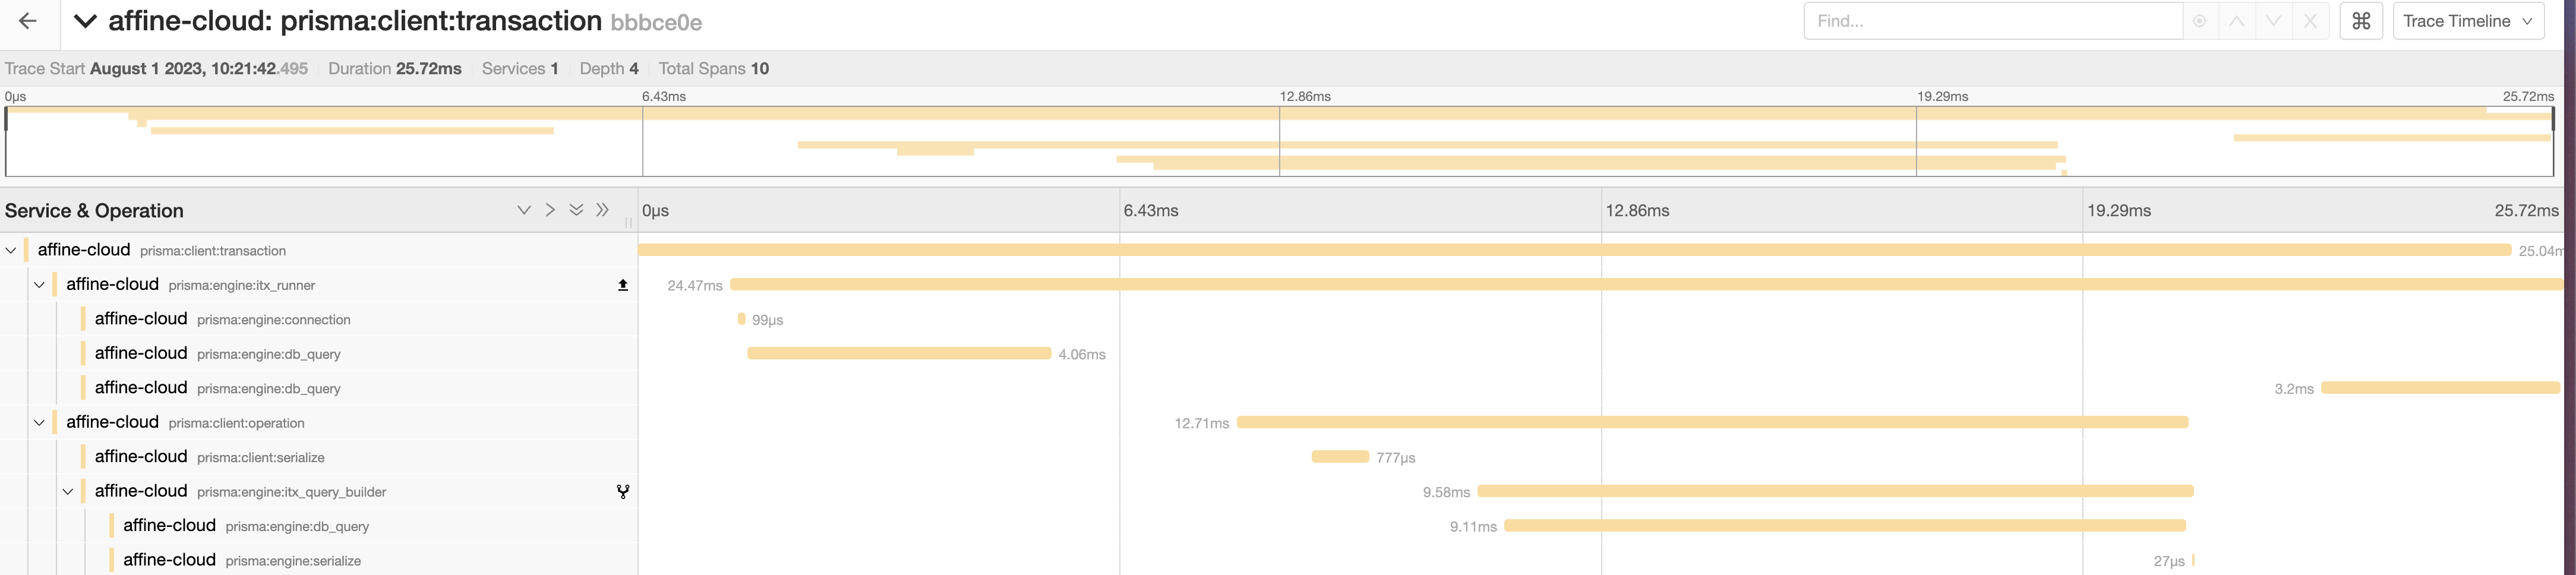 affine-cloud: prisma:client:transaction bbbce0e
Find...
Trace Timeline
Trace Start August 1 2023, 10:21:42.495 Duration 25.72ms Services 1 Depth 4 Total Spans 10
0μs 6.43ms 12.86ms 19.29ms 25.72ms
Service & Operation 0μs 6.43ms 12.86ms 19.29ms 25.72ms
affine-cloud prisma:client:transaction 25.04m
affine-cloud prisma:engine:itx_runner 24.47ms
affine-cloud prisma:engine:connection 99μs
affine-cloud prisma:engine:db_query 4.06ms
affine-cloud prisma:engine:db_query 3.2ms
affine-cloud prisma:client:operation 12.71ms
affine-cloud prisma:client:serialize 777μs
affine-cloud prisma:engine:itx_query_builder 9.58ms
affine-cloud prisma:engine:db_query 9.11ms
affine-cloud prisma:engine:serialize 27μs